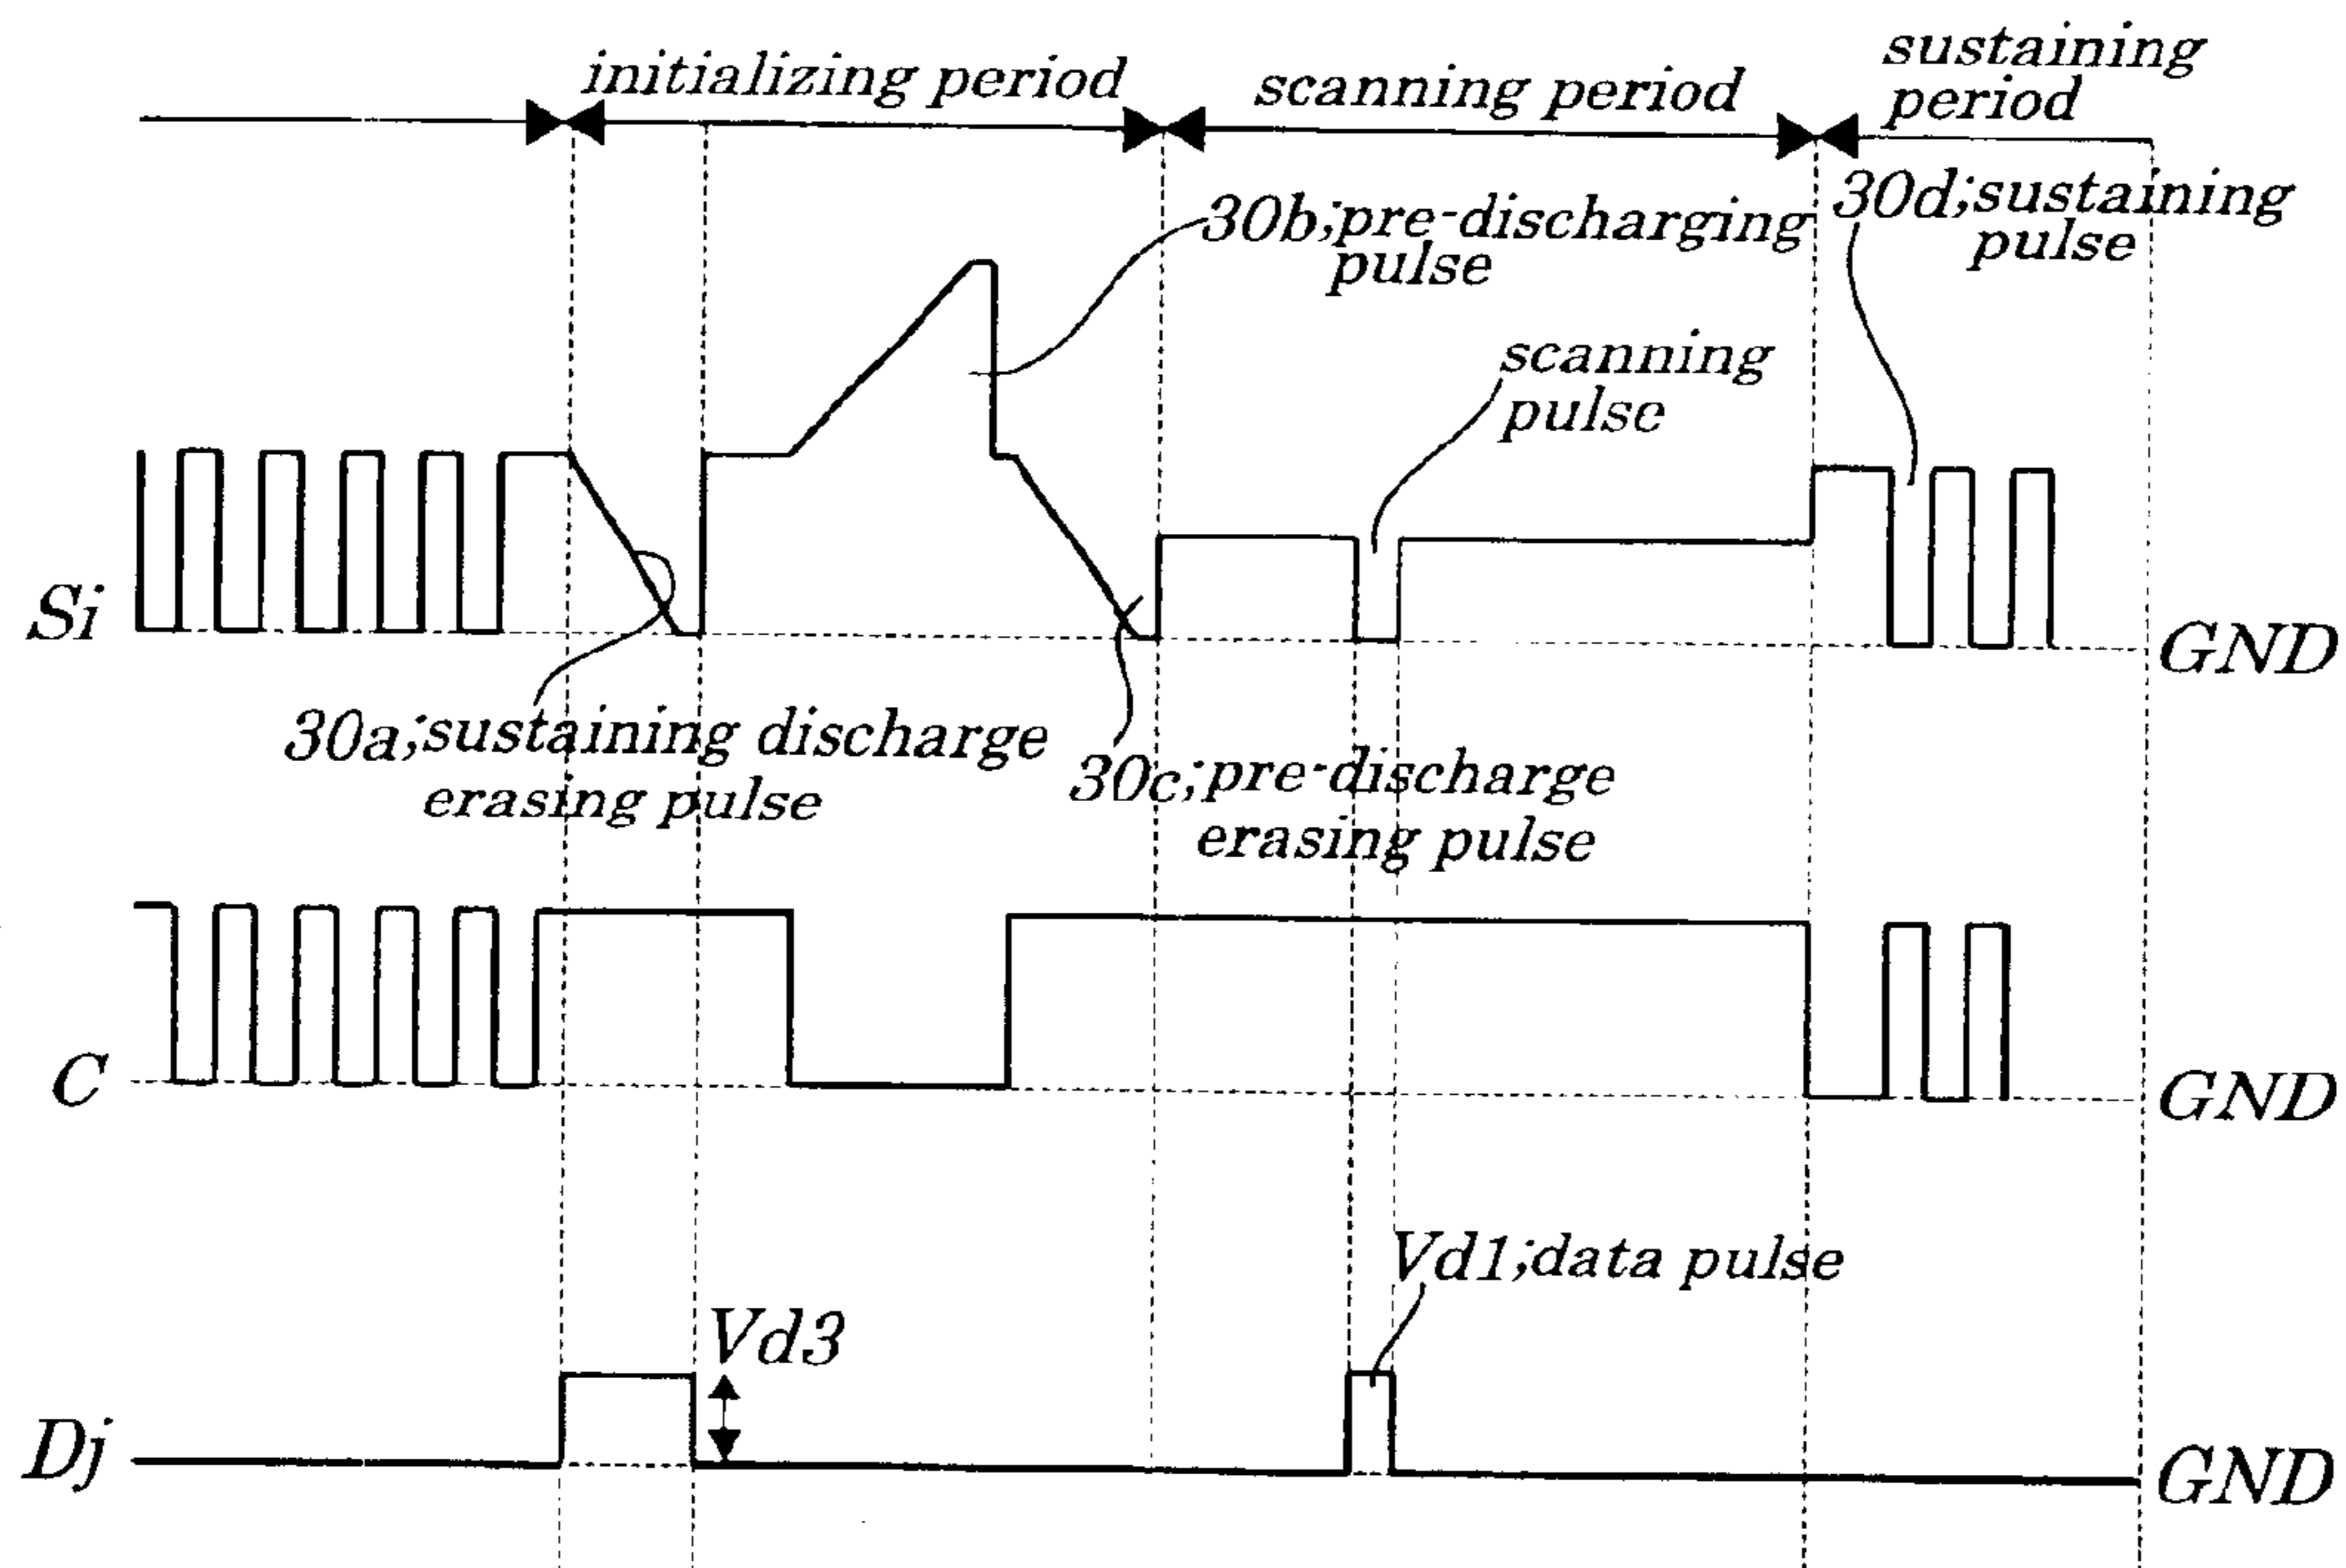 initializing period
scanning period
sustaining
period
30b;pre-discharging
pulse
30d;sustaining
pulse
scanning
pulse
Si
GND
30a;sustaining discharge
erasing pulse
30c;pre-discharge
erasing pulse
C
GND
Vd1;data pulse
Vd3
Dj
GND